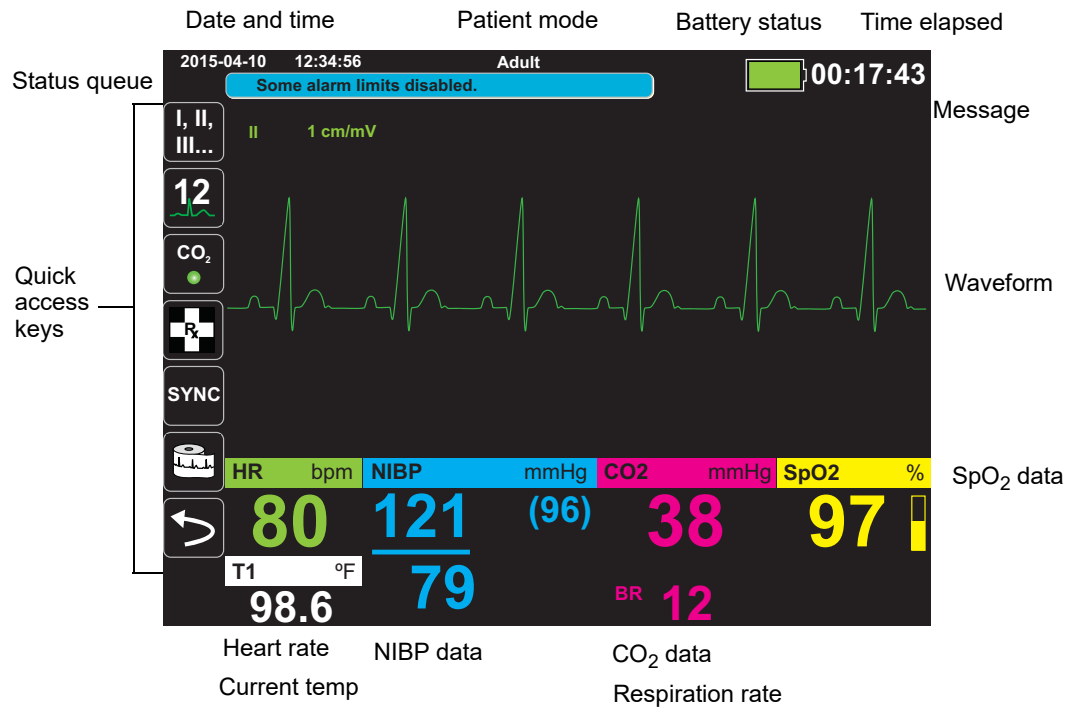 Date and time
Patient mode
Battery status
Time elapsed
Status queue
2015-04-10 12:34:56
Adult
00:17:43
Some alarm limits disabled.
Message
I, II,
III...
II 1 cm/mV
12
CO₂
Quick
access
keys
Waveform
Rx
SYNC
HR bpm
NIBP mmHg
CO2 mmHg
SpO2 %
SpO₂ data
80
121
(96)
38
97
T1 ºF
79
98.6
BR 12
Heart rate
NIBP data
CO₂ data
Current temp
Respiration rate